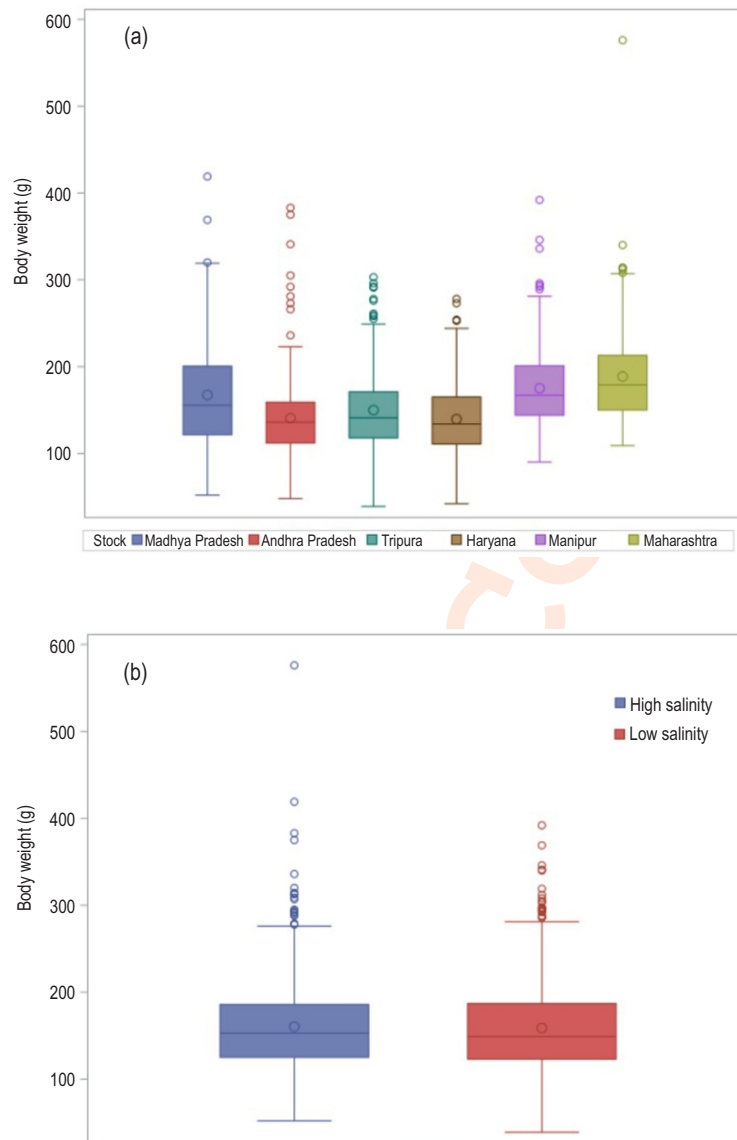 (a)
600
500
400
300
200
100
Body weight (g)
Stock Madhya Pradesh Andhra Pradesh Tripura Haryana Manipur Maharashtra
(b)
600
500
400
300
200
100
Body weight (g)
High salinity
Low salinity